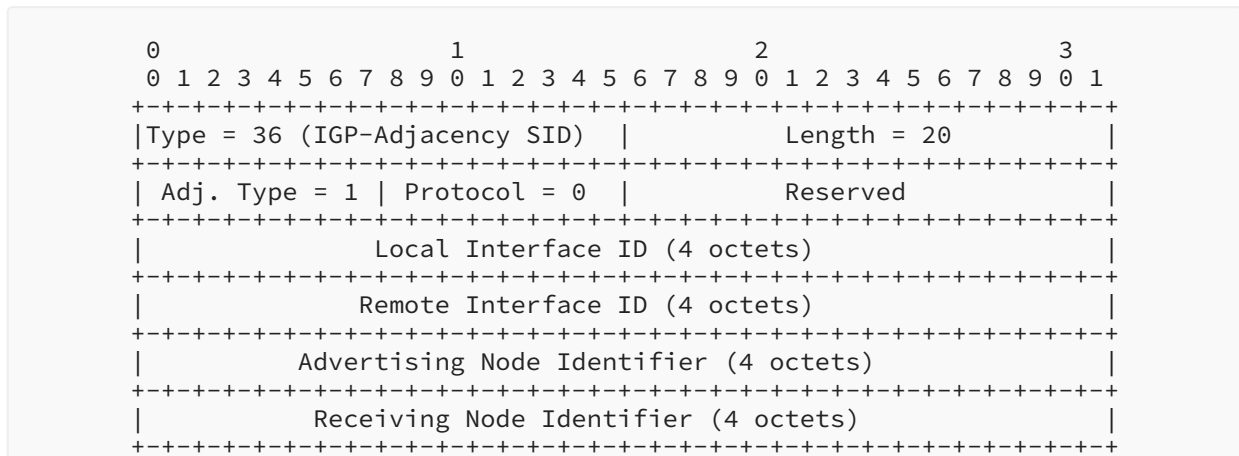 0                   1                   2                   3
 0 1 2 3 4 5 6 7 8 9 0 1 2 3 4 5 6 7 8 9 0 1 2 3 4 5 6 7 8 9 0 1
+-+-+-+-+-+-+-+-+-+-+-+-+-+-+-+-+-+-+-+-+-+-+-+-+-+-+-+-+-+-+-+-+
|Type = 36 (IGP-Adjacency SID)  |          Length = 20          |
+-+-+-+-+-+-+-+-+-+-+-+-+-+-+-+-+-+-+-+-+-+-+-+-+-+-+-+-+-+-+-+-+
| Adj. Type = 1 | Protocol = 0  |          Reserved             |
+-+-+-+-+-+-+-+-+-+-+-+-+-+-+-+-+-+-+-+-+-+-+-+-+-+-+-+-+-+-+-+-+
|               Local Interface ID (4 octets)                   |
+-+-+-+-+-+-+-+-+-+-+-+-+-+-+-+-+-+-+-+-+-+-+-+-+-+-+-+-+-+-+-+-+
|              Remote Interface ID (4 octets)                   |
+-+-+-+-+-+-+-+-+-+-+-+-+-+-+-+-+-+-+-+-+-+-+-+-+-+-+-+-+-+-+-+-+
|          Advertising Node Identifier (4 octets)               |
+-+-+-+-+-+-+-+-+-+-+-+-+-+-+-+-+-+-+-+-+-+-+-+-+-+-+-+-+-+-+-+-+
|           Receiving Node Identifier (4 octets)                |
+-+-+-+-+-+-+-+-+-+-+-+-+-+-+-+-+-+-+-+-+-+-+-+-+-+-+-+-+-+-+-+-+